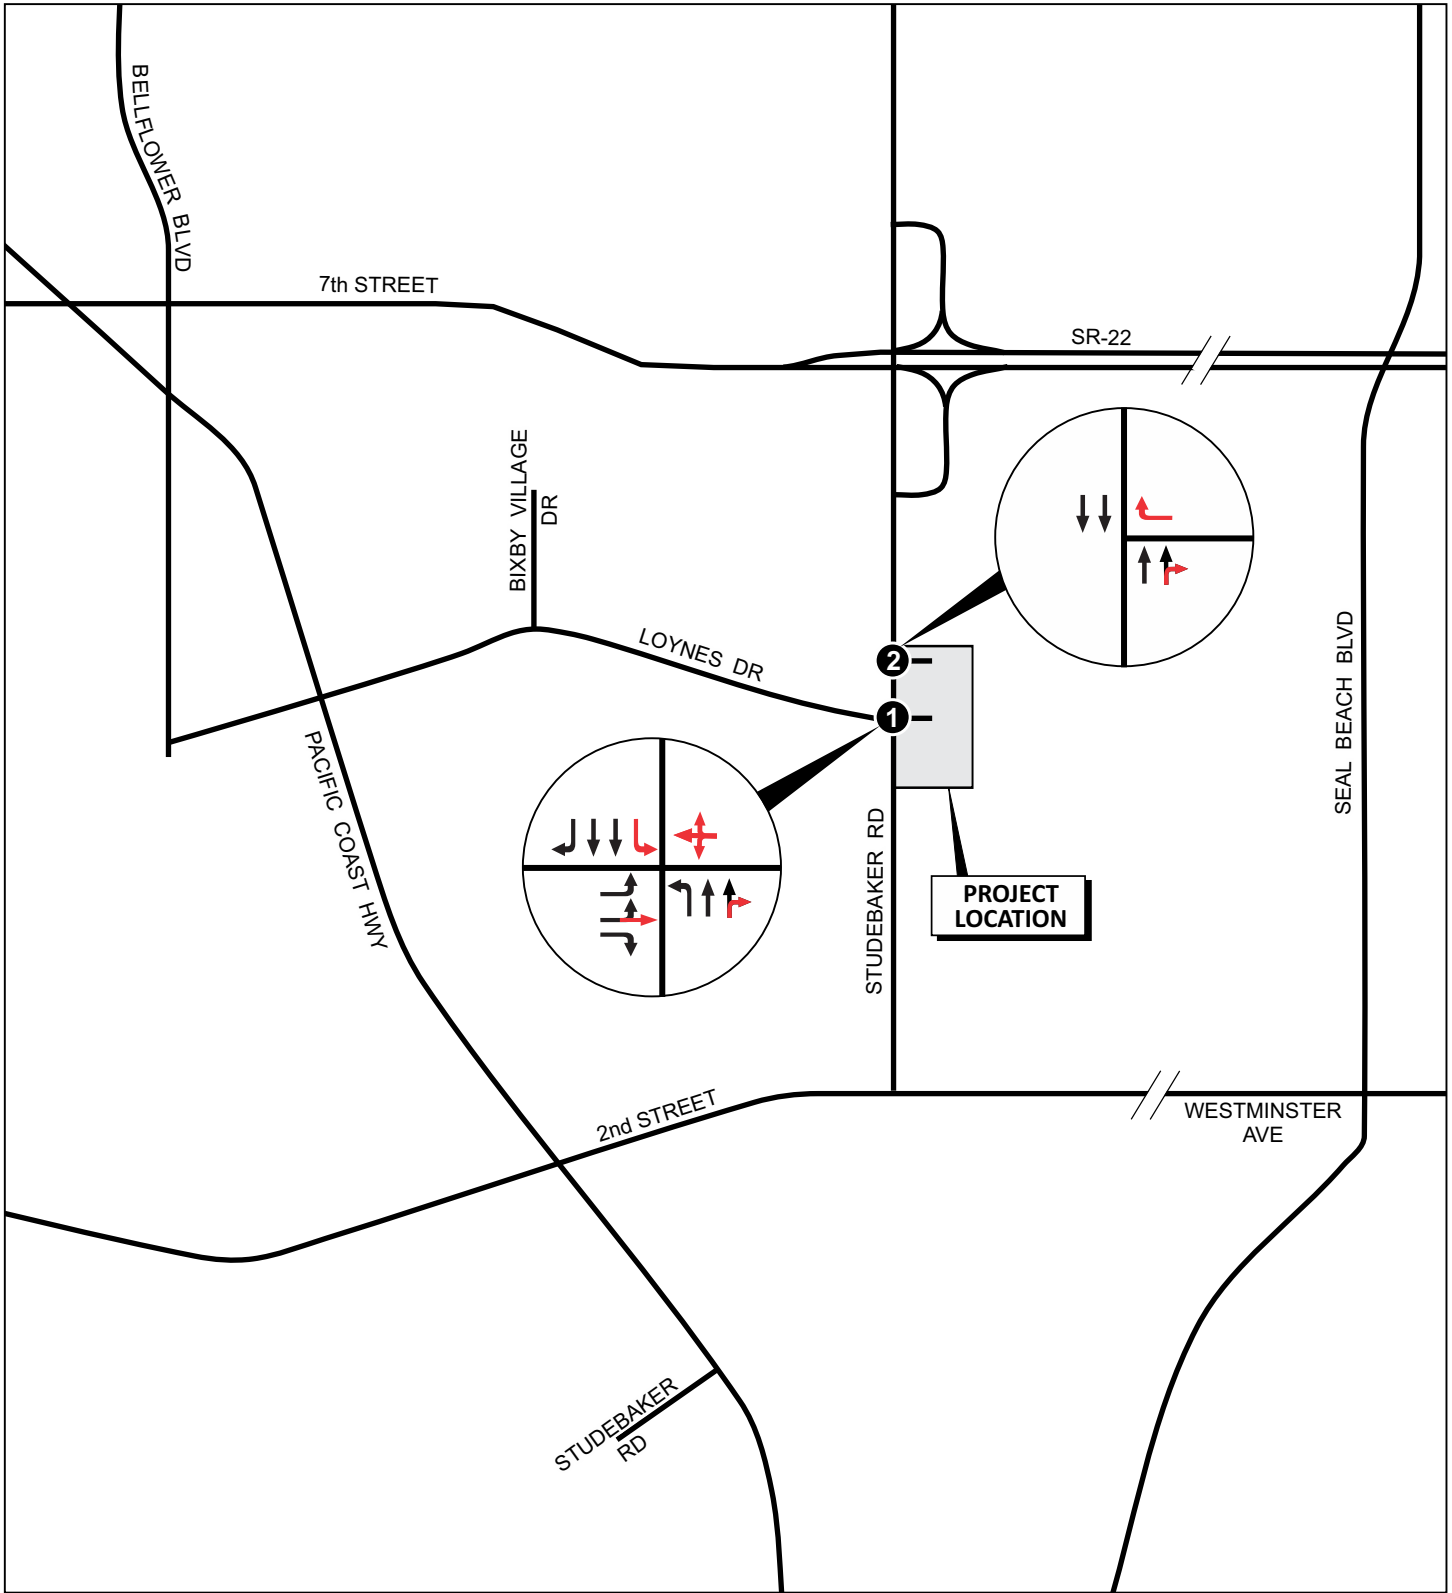 BELLFLOWER BLVD
7th STREET
SR-22
BIXBY VILLAGE
DR
LOYNES DR
2
1
SEAL BEACH BLVD
PACIFIC COAST HWY
STUDEBAKER RD
PROJECT
LOCATION
2nd STREET
WESTMINSTER
AVE
STUDEBAKER
RD